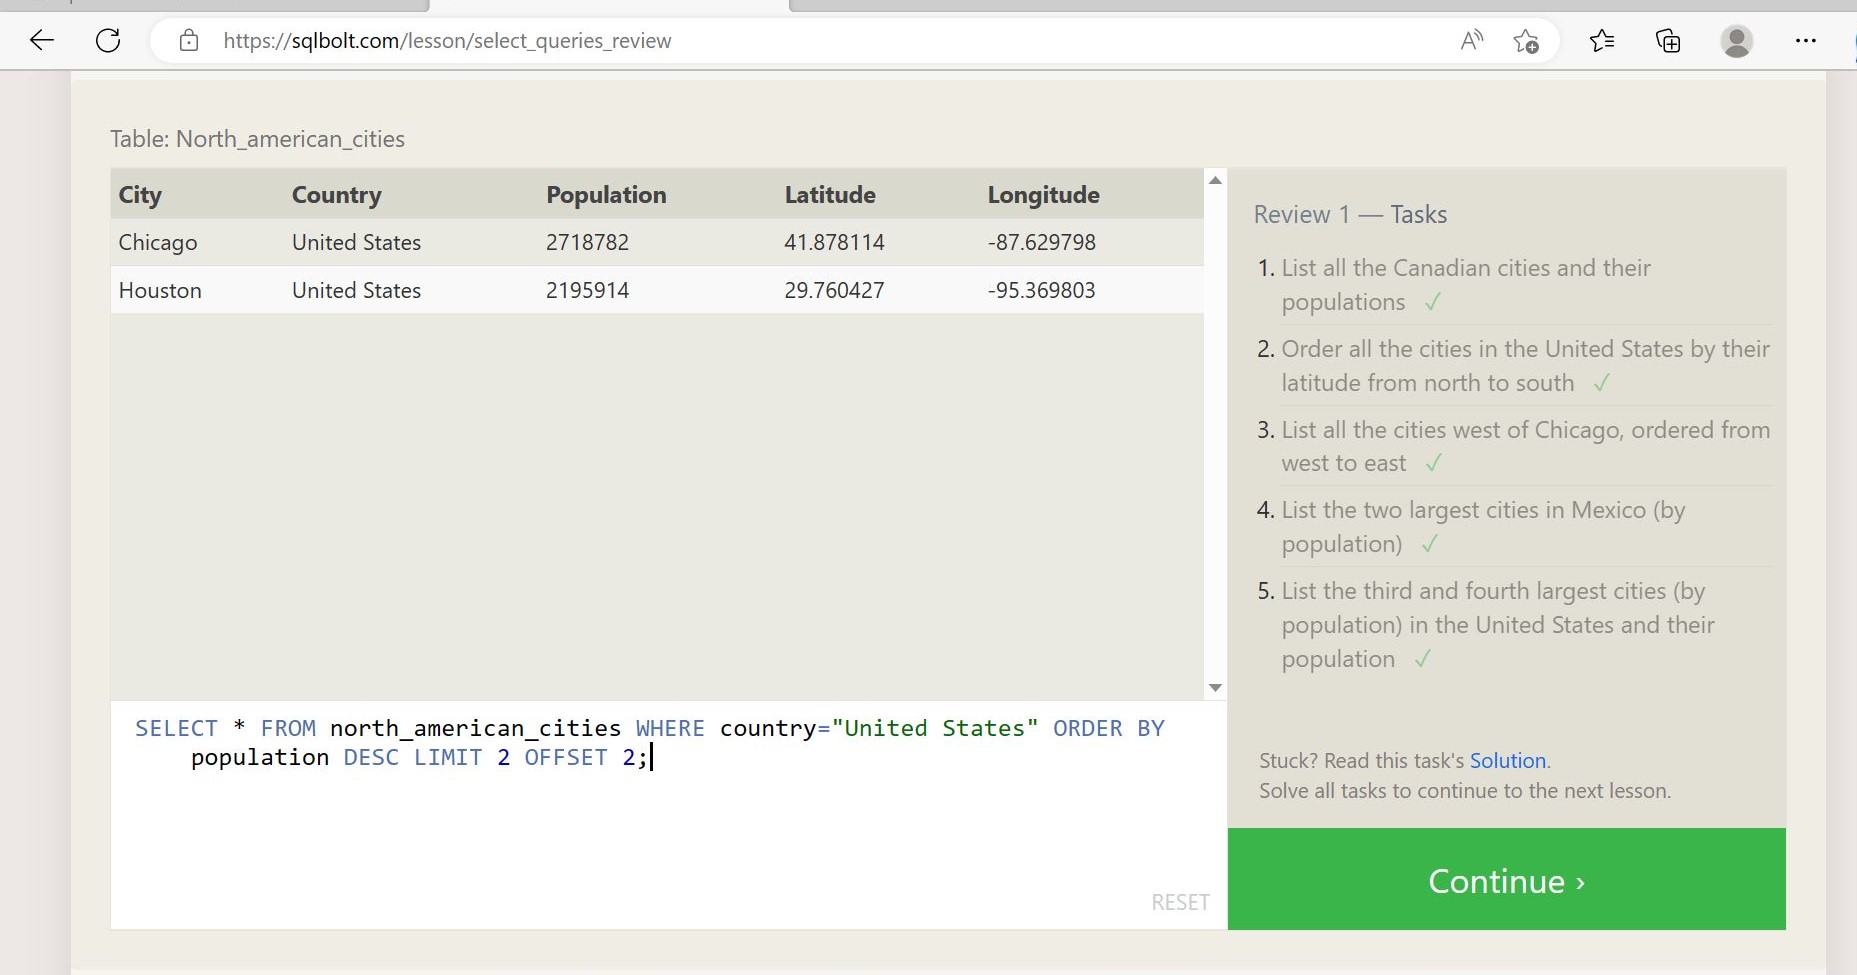 https://sqlbolt.com/lesson/select_queries_review
Table: North_american_cities
City Country Population Latitude Longitude
Chicago United States 2718782 41.878114 -87.629798
Houston United States 2195914 29.760427 -95.369803
SELECT * FROM north_american_cities WHERE country="United States" ORDER BY
population DESC LIMIT 2 OFFSET 2;
RESET
Review 1 — Tasks
1. List all the Canadian cities and their
populations ✓
2. Order all the cities in the United States by their
latitude from north to south ✓
3. List all the cities west of Chicago, ordered from
west to east ✓
4. List the two largest cities in Mexico (by
population) ✓
5. List the third and fourth largest cities (by
population) in the United States and their
population ✓
Stuck? Read this task's Solution.
Solve all tasks to continue to the next lesson.
Continue ›